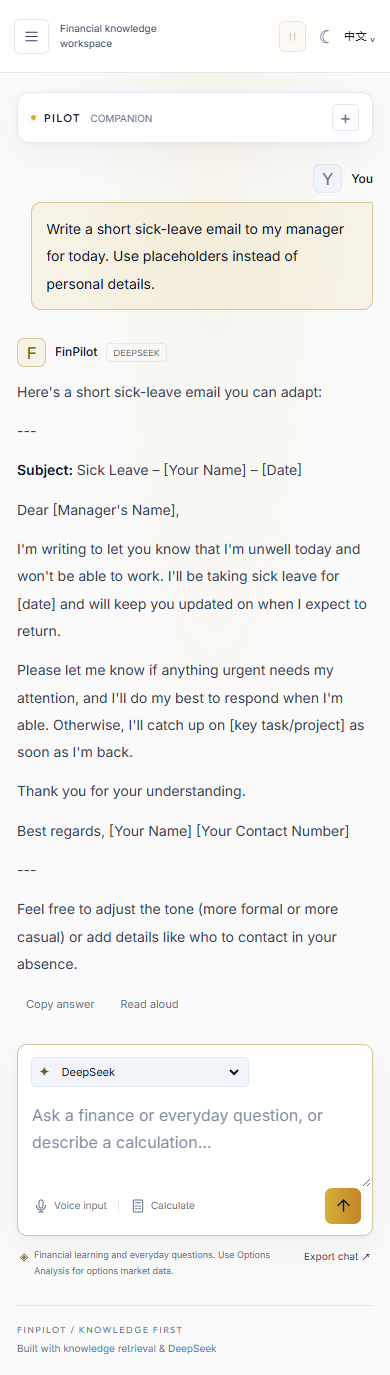 Financial knowledge
workspace
中文
PILOT COMPANION
+
Y You
Write a short sick-leave email to my manager
for today. Use placeholders instead of
personal details.
F FinPilot DEEPSEEK
Here's a short sick-leave email you can adapt:
---
Subject: Sick Leave – [Your Name] – [Date]
Dear [Manager's Name],
I'm writing to let you know that I'm unwell today and
won't be able to work. I'll be taking sick leave for
[date] and will keep you updated on when I expect to
return.
Please let me know if anything urgent needs my
attention, and I'll do my best to respond when I'm
able. Otherwise, I'll catch up on [key task/project] as
soon as I'm back.
Thank you for your understanding.
Best regards, [Your Name] [Your Contact Number]
---
Feel free to adjust the tone (more formal or more
casual) or add details like who to contact in your
absence.
Copy answer Read aloud
DeepSeek
Ask a finance or everyday question, or
describe a calculation...
Voice input Calculate
Financial learning and everyday questions. Use Options
Analysis for options market data.
Export chat ↗
FINPILOT / KNOWLEDGE FIRST
Built with knowledge retrieval & DeepSeek